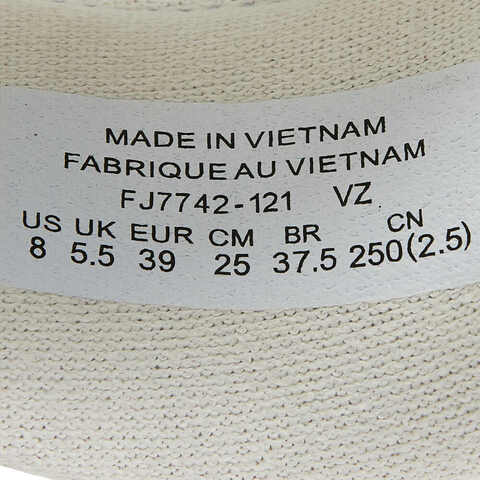 MADE IN VIETNAM
FABRIQUE AU VIETNAM
FJ7742-121 VZ
US UK EUR CM BR CN
8 5.5 39 25 37.5 250(2.5)